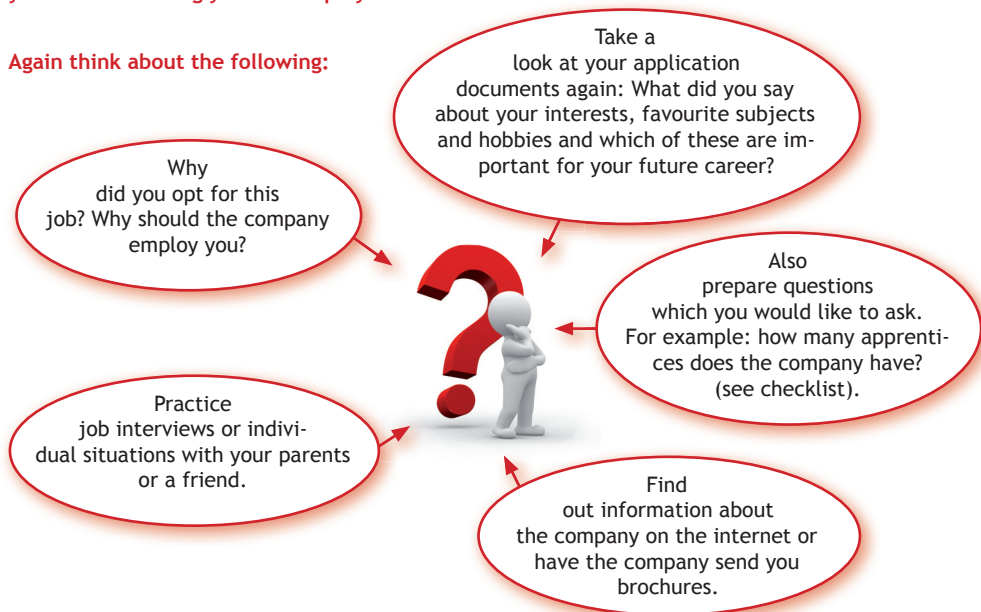 Again think about the following:
Take a
look at your application
documents again: What did you say
about your interests, favourite subjects
and hobbies and which of these are im-
portant for your future career?
Why
did you opt for this
job? Why should the company
employ you?
Also
prepare questions
which you would like to ask.
For example: how many apprenti-
ces does the company have?
(see checklist).
Practice
job interviews or indivi-
dual situations with your parents
or a friend.
Find
out information about
the company on the internet or
have the company send you
brochures.